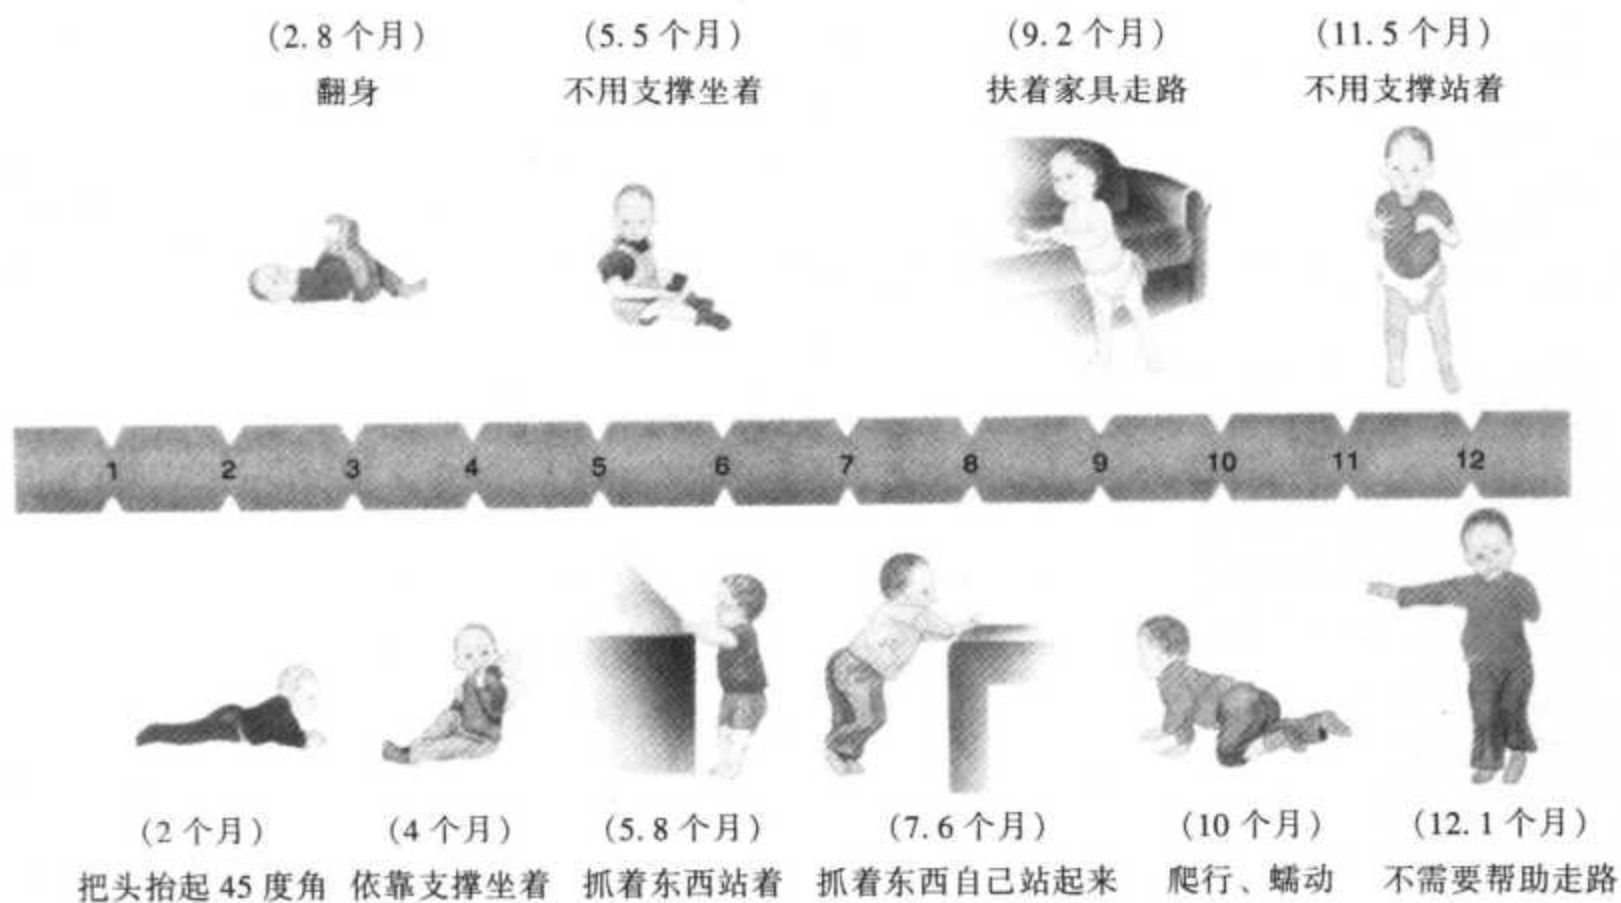 (2.8个月) (5.5个月) (9.2个月) (11.5个月)
翻身 不用支撑坐着 扶着家具走路 不用支撑站着
1 2 3 4 5 6 7 8 9 10 11 12
(2个月) (4个月) (5.8个月) (7.6个月) (10个月) (12.1个月)
把头抬起45度角 依靠支撑坐着 抓着东西站着 抓着东西自己站起来 爬行、蠕动 不需要帮助走路